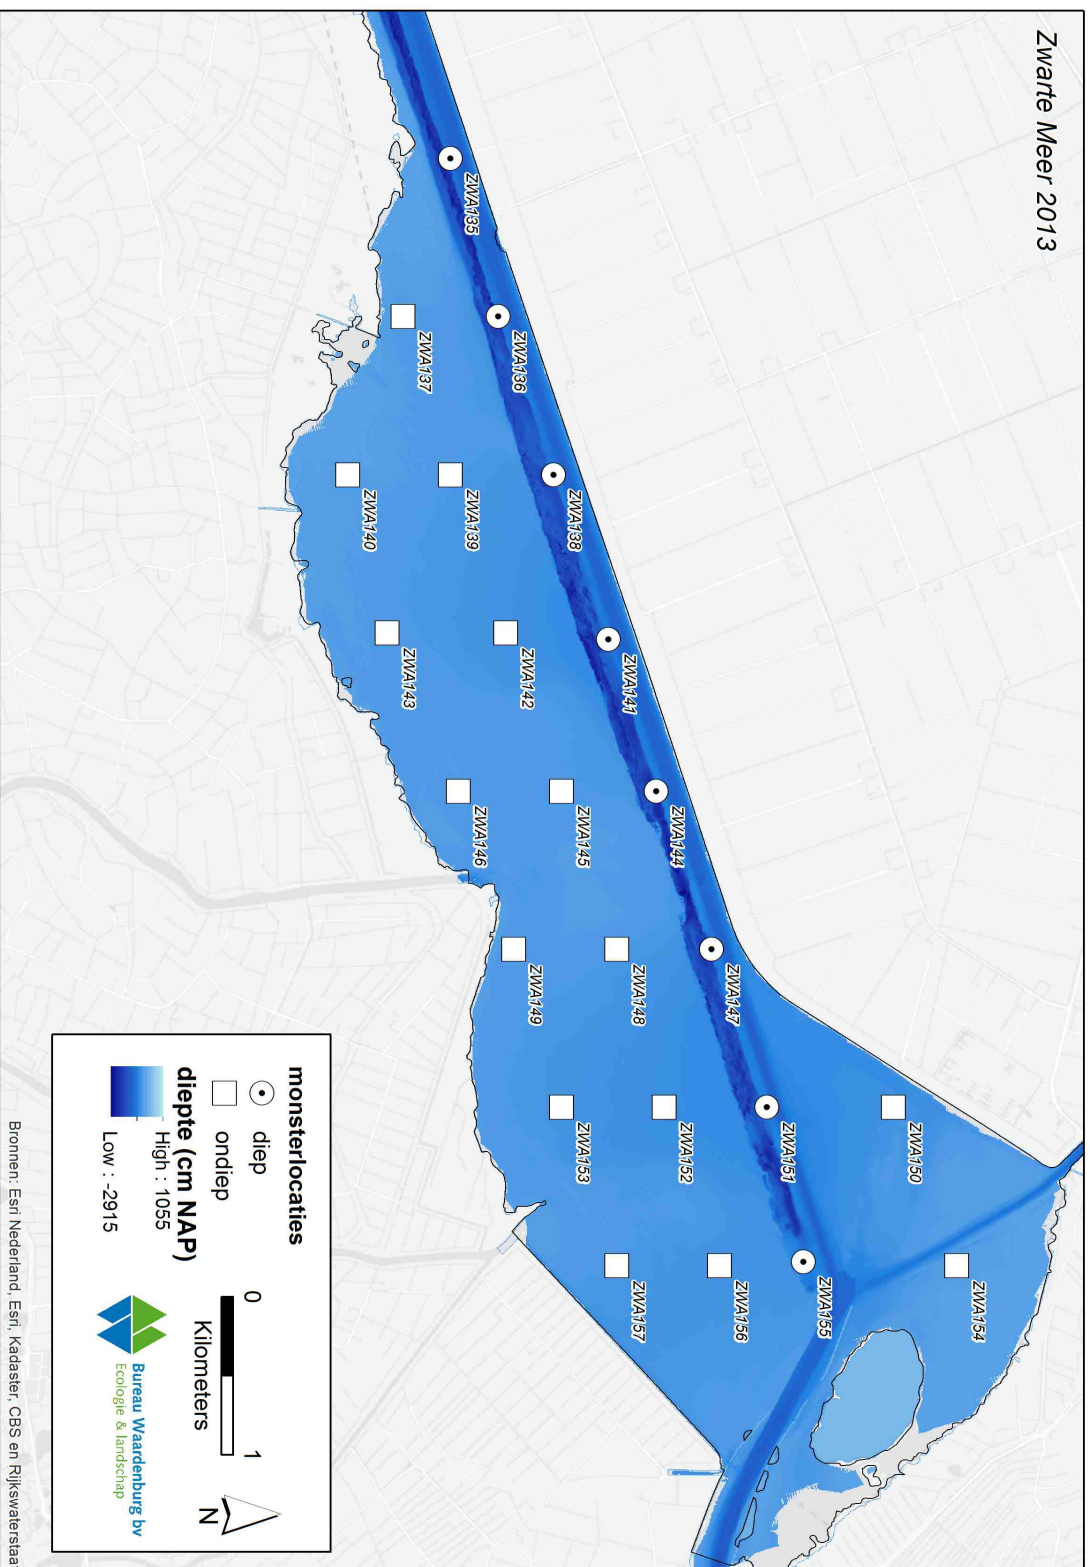 Zwarte Meer 2013
ZWA135
ZWA136
ZWA137
ZWA138
ZWA139
ZWA140
ZWA141
ZWA142
ZWA143
ZWA144
ZWA145
ZWA146
ZWA147
ZWA148
ZWA149
ZWA150
ZWA151
ZWA152
ZWA153
ZWA154
ZWA155
ZWA156
ZWA157
monsterlocaties
diep
ondiep
diepte (cm NAP)
High : 1055
Low : -2915
0 1
Kilometers
N
Bureau Waardenburg bv
Ecologie & landschap
Bronnen: Esri Nederland, Esri, Kadaster, CBS en Rijkswaterstaat